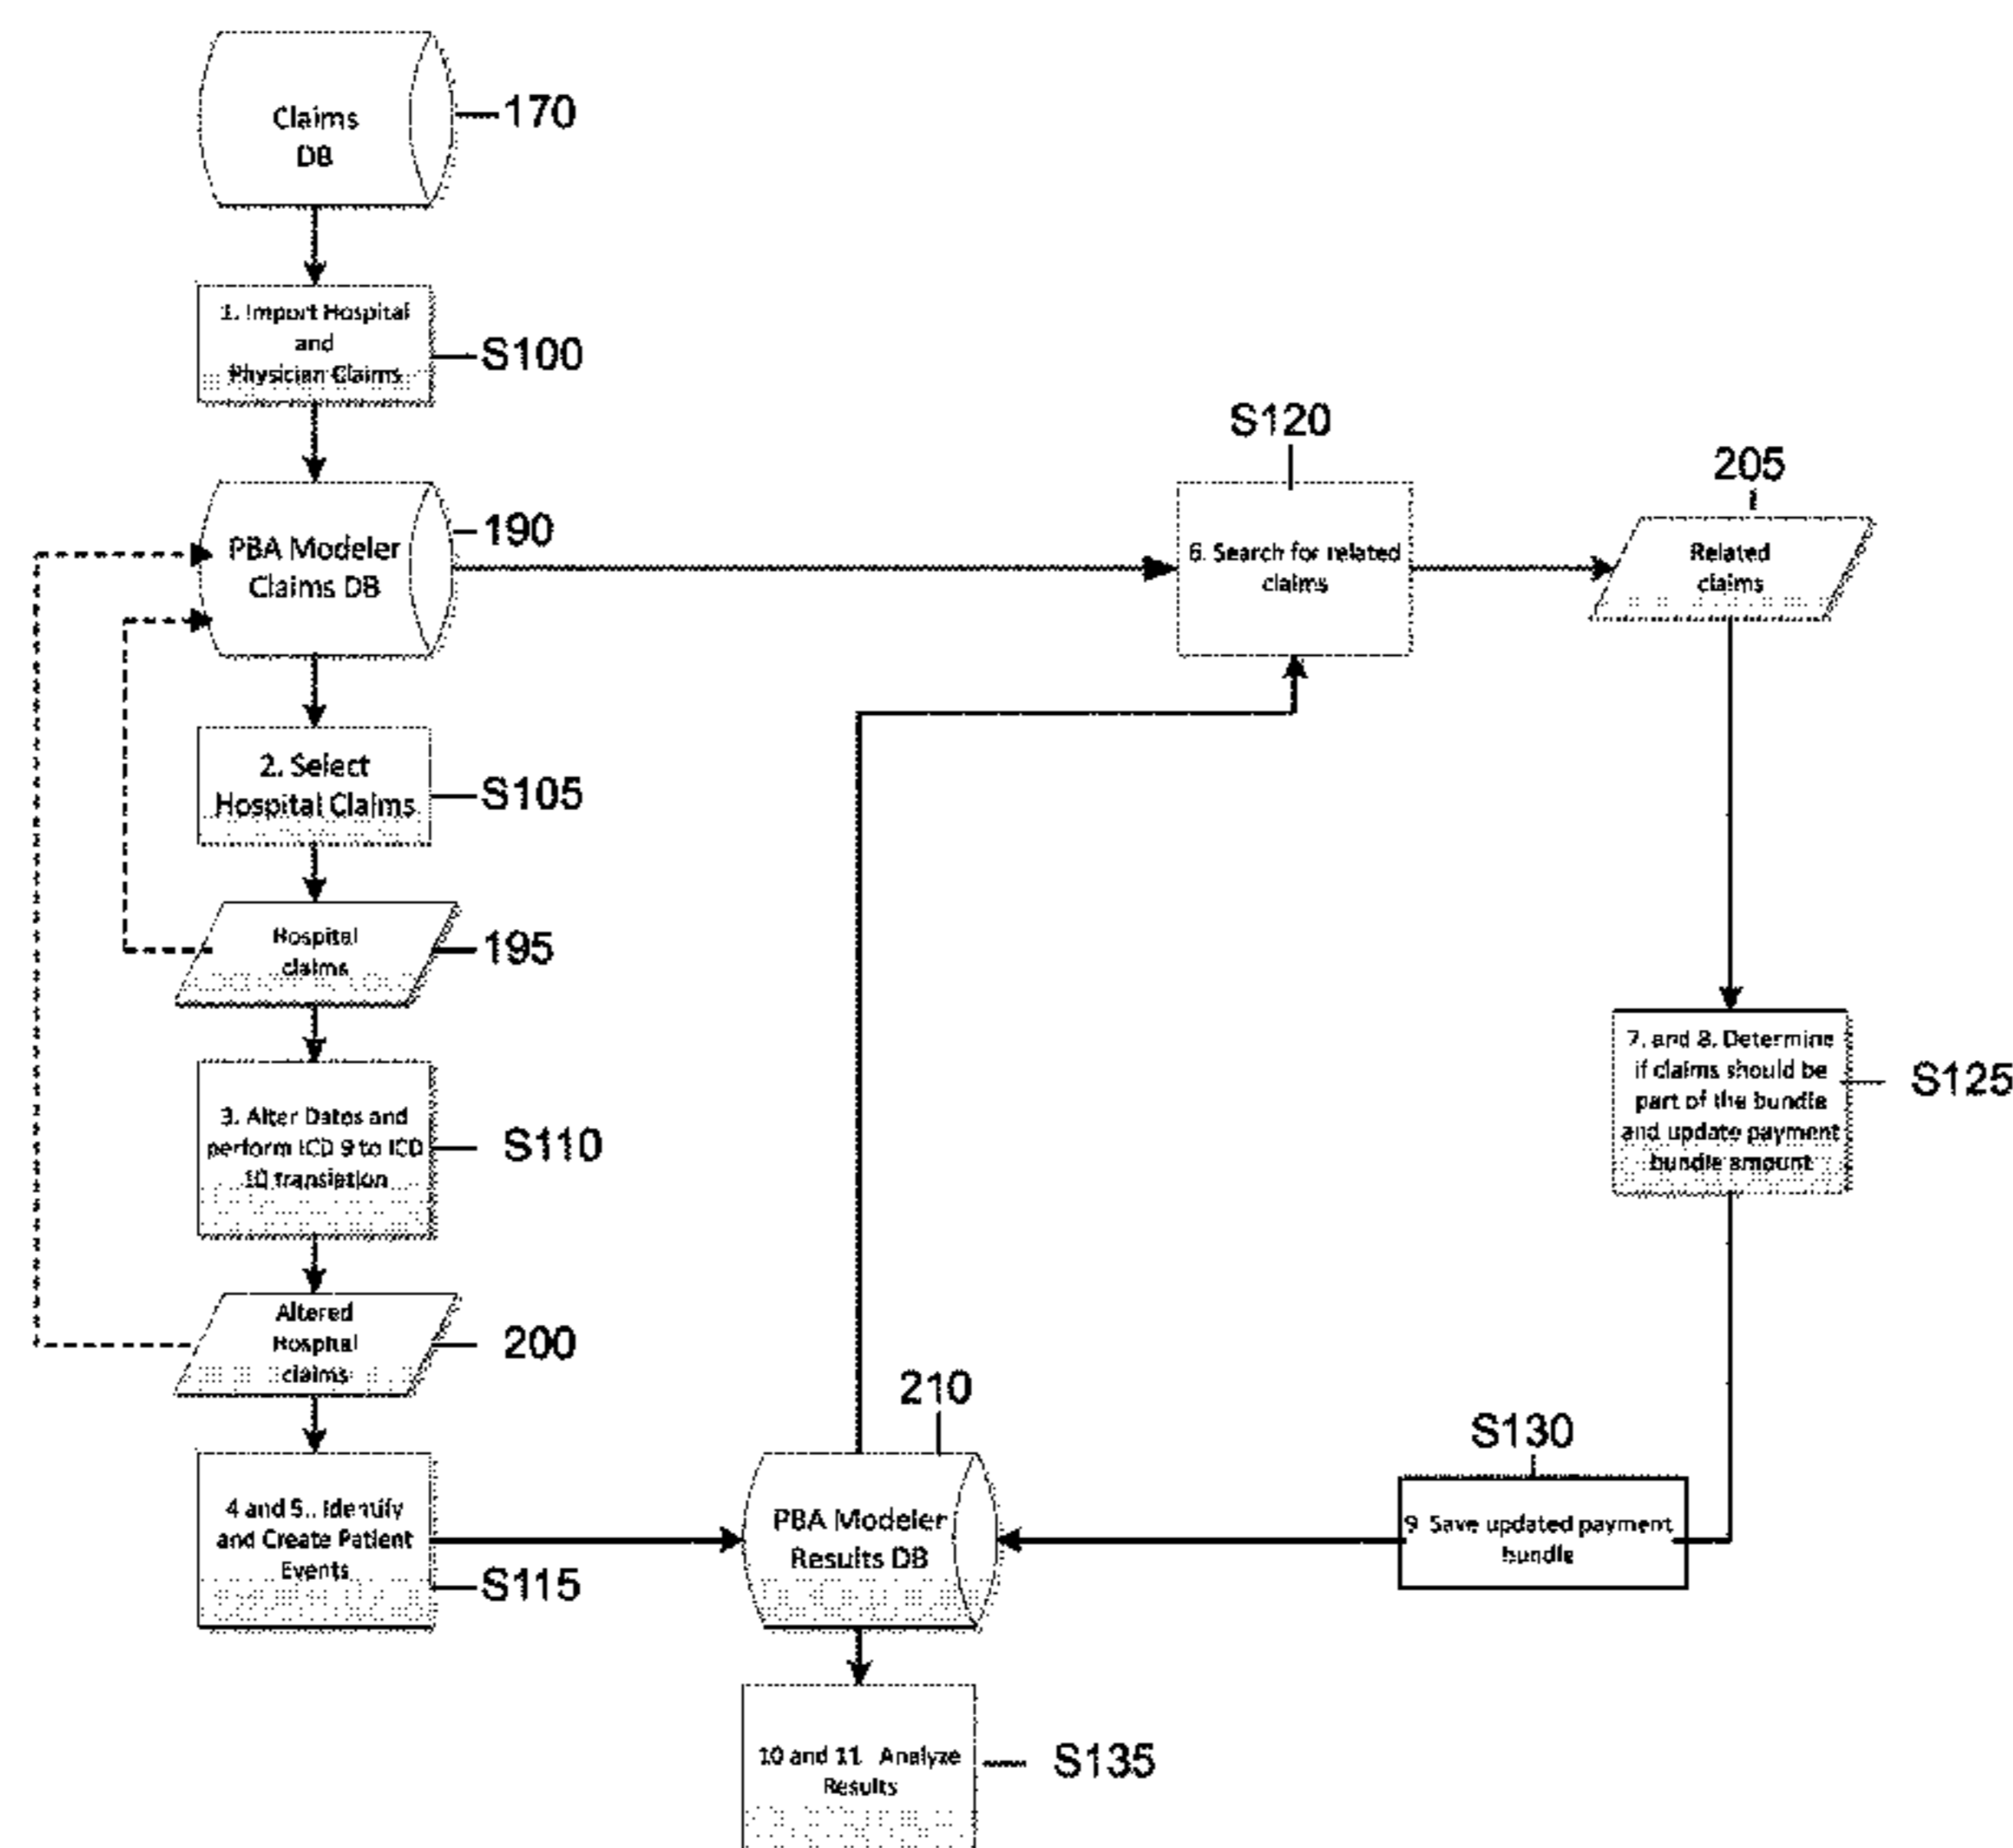 Claims
DB
170
1. Import Hospital
and
Physician Claims
S100
PBA Modeler
Claims DB
190
2. Select
Hospital Claims
S105
Hospital
claims
195
3. Alter Dates and
perform ICD 9 to ICD
10 translation
S110
Altered
Hospital
claims
200
4 and 5.. Identify
and Create Patient
Events
S115
S120
6. Search for related
claims
205
Related
claims
7. and 8. Determine
if claims should be
part of the bundle
and update payment
bundle amount
S125
S130
9 Save updated payment
bundle
210
PBA Modeler
Results DB
10 and 11 Analyze
Results
S135